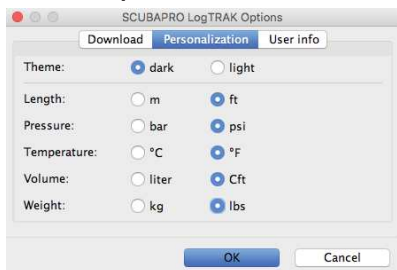 SCUBAPRO LogTRAK Options
Download Personalization User info
Theme: dark light
Length: m ft
Pressure: bar psi
Temperature: °C °F
Volume: liter Cft
Weight: kg lbs
OK Cancel